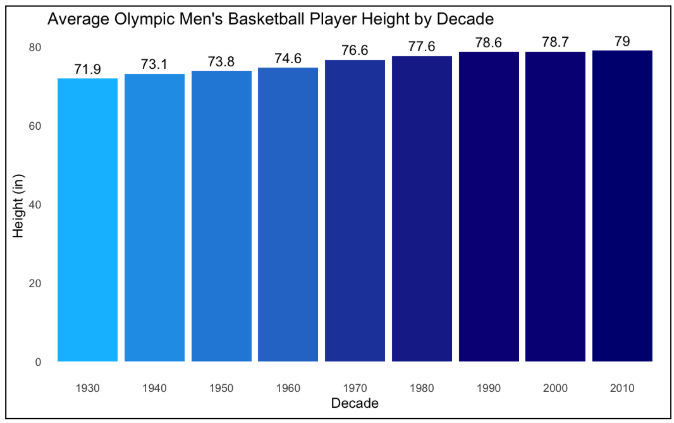 Average Olympic Men's Basketball Player Height by Decade
80
60
40
20
0
Height (in)
71.9 73.1 73.8 74.6 76.6 77.6 78.6 78.7 79
1930 1940 1950 1960 1970 1980 1990 2000 2010
Decade